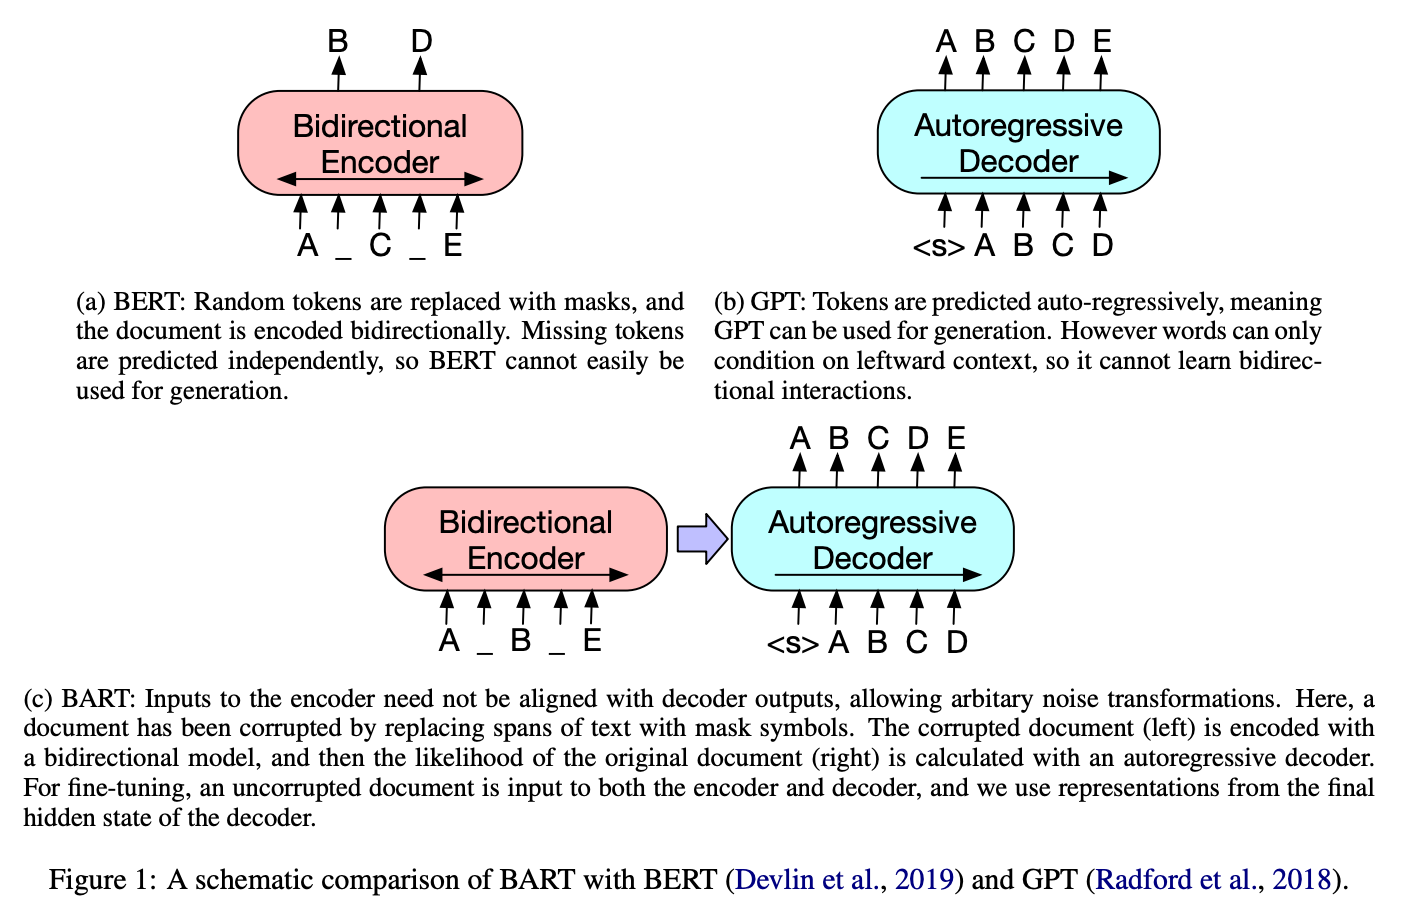 B D
Bidirectional
Encoder
A _ C _ E
(a) BERT: Random tokens are replaced with masks, and
the document is encoded bidirectionally. Missing tokens
are predicted independently, so BERT cannot easily be
used for generation.
A B C D E
Autoregressive
Decoder
<s> A B C D
(b) GPT: Tokens are predicted auto-regressively, meaning
GPT can be used for generation. However words can only
condition on leftward context, so it cannot learn bidirec-
tional interactions.
Bidirectional
Encoder
A _ B _ E
A B C D E
Autoregressive
Decoder
<s> A B C D
(c) BART: Inputs to the encoder need not be aligned with decoder outputs, allowing arbitary noise transformations. Here, a
document has been corrupted by replacing spans of text with mask symbols. The corrupted document (left) is encoded with
a bidirectional model, and then the likelihood of the original document (right) is calculated with an autoregressive decoder.
For fine-tuning, an uncorrupted document is input to both the encoder and decoder, and we use representations from the final
hidden state of the decoder.
Figure 1: A schematic comparison of BART with BERT (Devlin et al., 2019) and GPT (Radford et al., 2018).